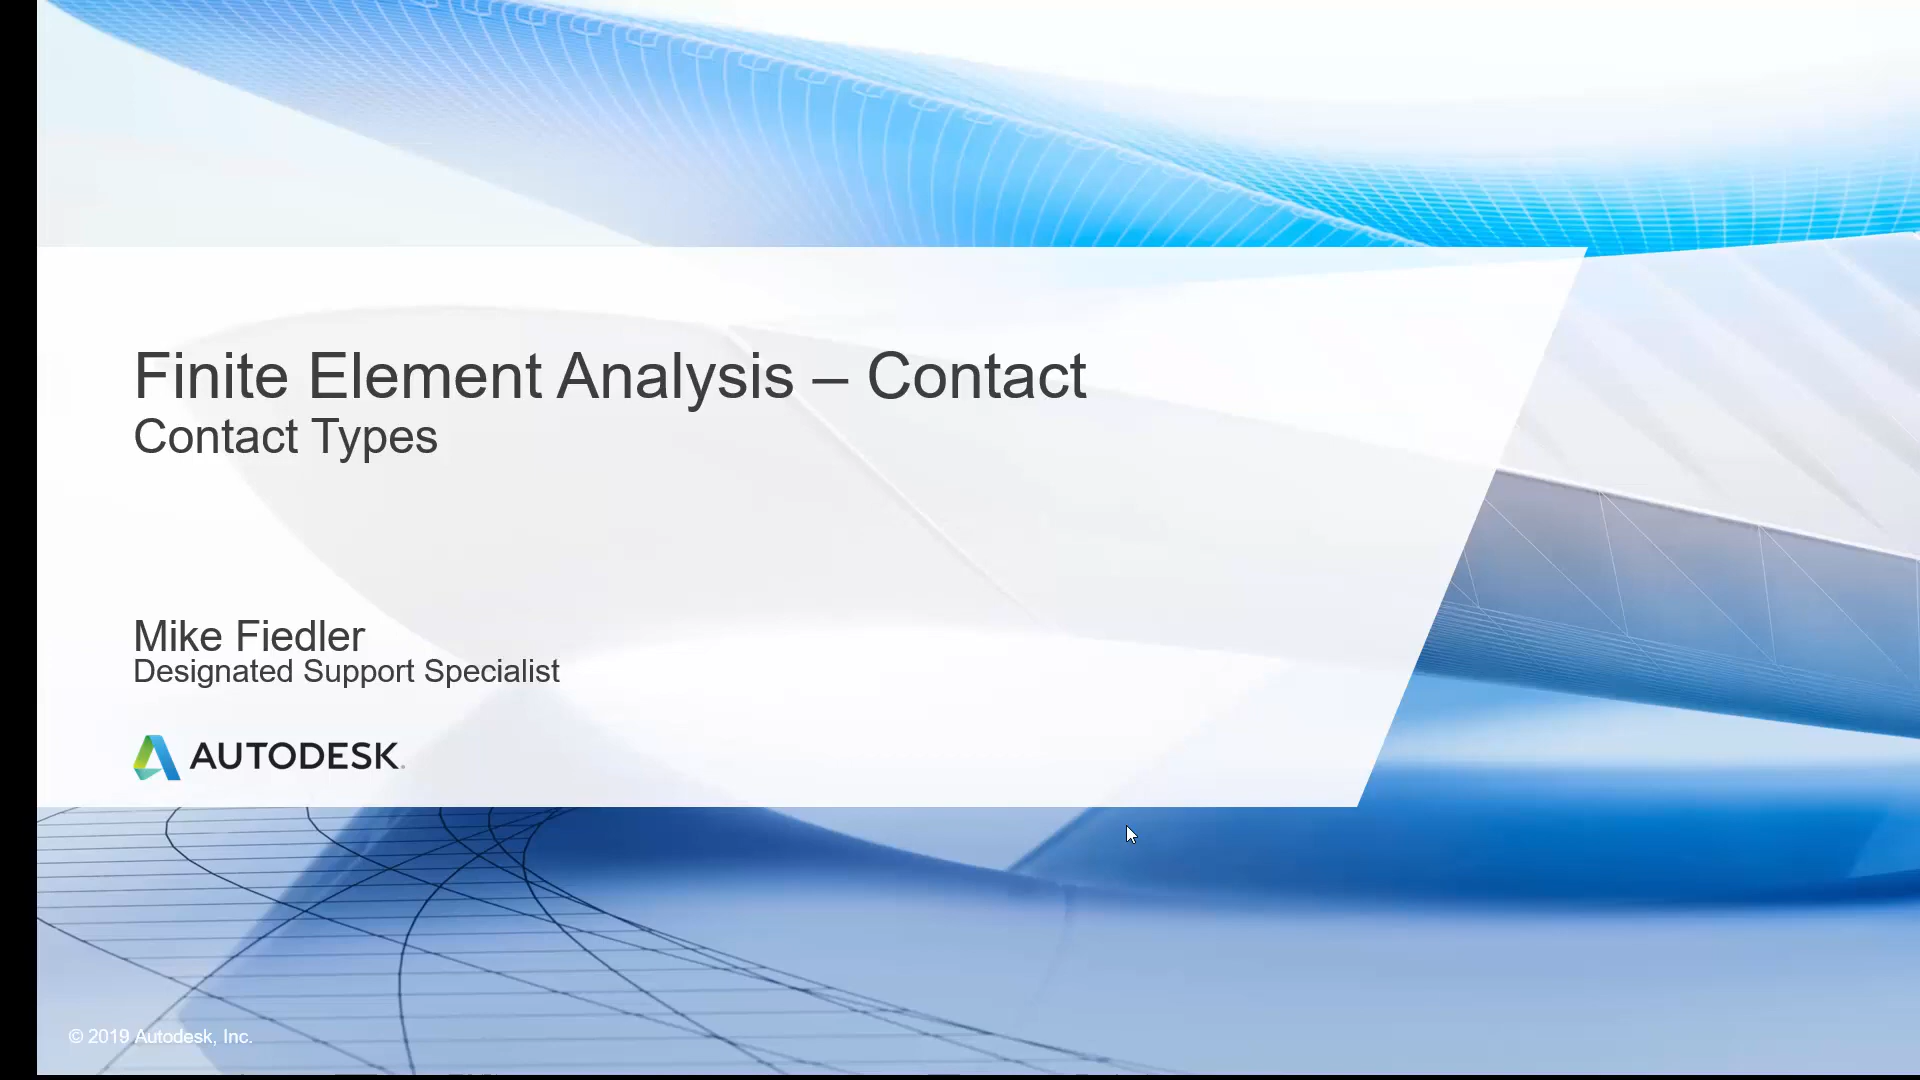 Finite Element Analysis – Contact
Contact Types
Mike Fiedler
Designated Support Specialist
AUTODESK.
© 2019 Autodesk, Inc.